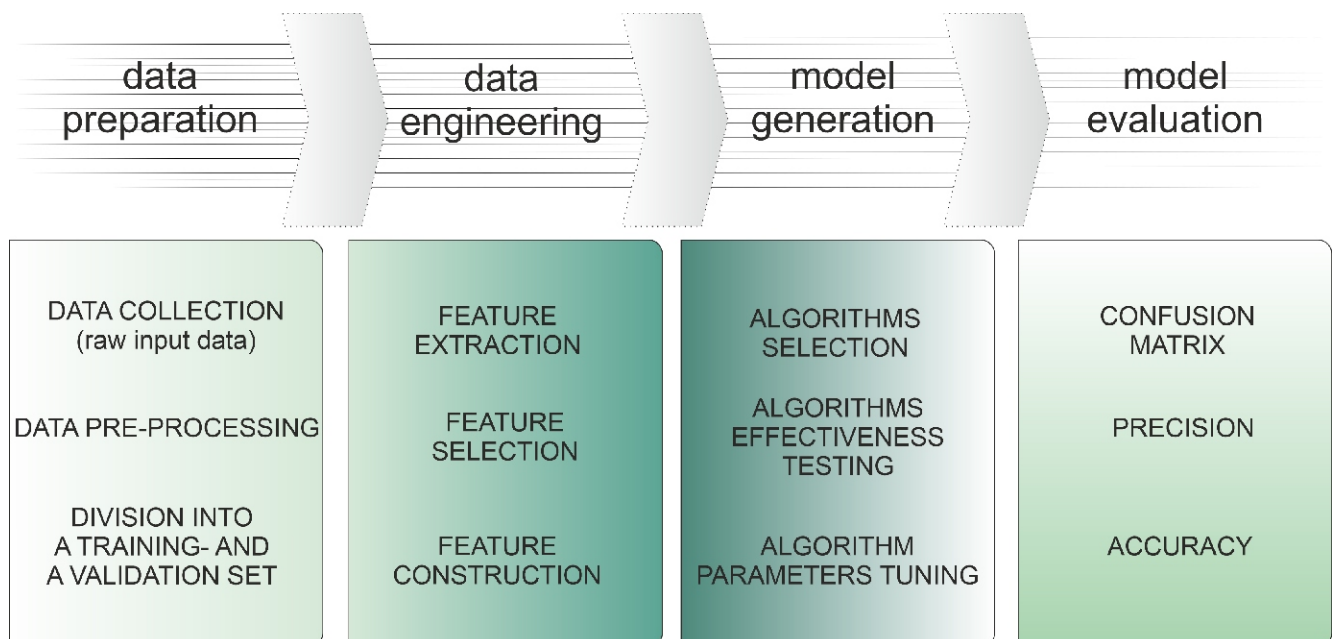 data
preparation
data
engineering
model
generation
model
evaluation
DATA COLLECTION
(raw input data)
DATA PRE-PROCESSING
DIVISION INTO
A TRAINING- AND
A VALIDATION SET
FEATURE
EXTRACTION
FEATURE
SELECTION
FEATURE
CONSTRUCTION
ALGORITHMS
SELECTION
ALGORITHMS
EFFECTIVENESS
TESTING
ALGORITHM
PARAMETERS TUNING
CONFUSION
MATRIX
PRECISION
ACCURACY